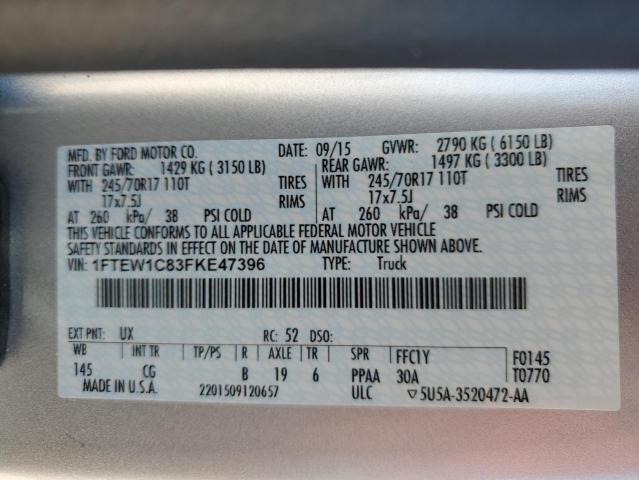 MFD. BY FORD MOTOR CO. DATE: 09/15 GVWR: 2790 KG ( 6150 LB)
FRONT GAWR: 1429 KG ( 3150 LB) REAR GAWR: 1497 KG ( 3300 LB)
WITH 245/70R17 110T TIRES WITH 245/70R17 110T TIRES
17x7.5J RIMS 17x7.5J RIMS
AT 260 kPa/ 38 PSI COLD AT 260 kPa/ 38 PSI COLD
THIS VEHICLE CONFORMS TO ALL APPLICABLE FEDERAL MOTOR VEHICLE
SAFETY STANDARDS IN EFFECT ON THE DATE OF MANUFACTURE SHOWN ABOVE.
VIN: 1FTEW1C83FKE47396 TYPE: Truck
EXT PNT: UX RC: 52 DSO:
WB INT TR TP/PS R AXLE TR SPR FFC1Y F0145
145 CG B 19 6 PPAA 30A T0770
MADE IN U.S.A. 2201509120657 ULC ▽5U5A-3520472-AA